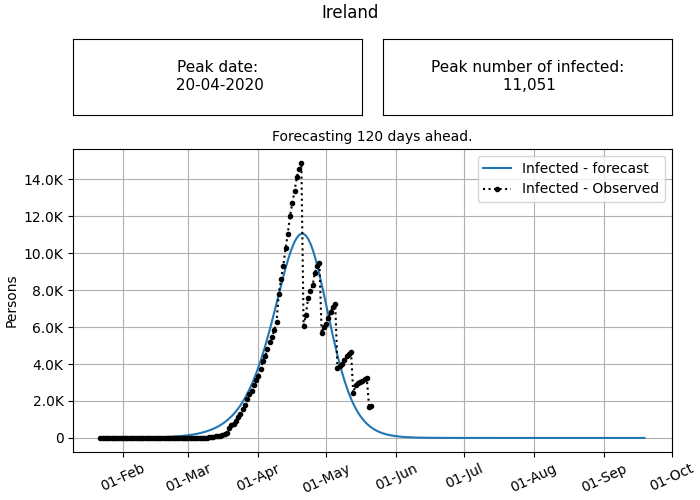 Ireland
Peak date:
20-04-2020
Peak number of infected:
11,051
Forecasting 120 days ahead.
Infected - forecast
Infected - Observed
Persons
14.0K
12.0K
10.0K
8.0K
6.0K
4.0K
2.0K
0
01-Feb
01-Mar
01-Apr
01-May
01-Jun
01-Jul
01-Aug
01-Sep
01-Oct